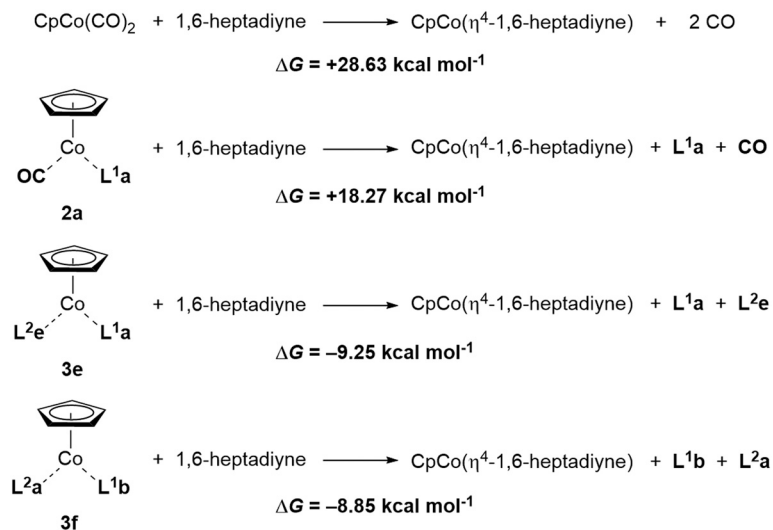 CpCo(CO)₂ + 1,6-heptadiyne CpCo(η⁴-1,6-heptadiyne) + 2 CO
ΔG = +28.63 kcal mol⁻¹
Co
OC L¹a + 1,6-heptadiyne CpCo(η⁴-1,6-heptadiyne) + L¹a + CO
ΔG = +18.27 kcal mol⁻¹
2a
Co
L²e L¹a + 1,6-heptadiyne CpCo(η⁴-1,6-heptadiyne) + L¹a + L²e
ΔG = –9.25 kcal mol⁻¹
3e
Co
L²a L¹b + 1,6-heptadiyne CpCo(η⁴-1,6-heptadiyne) + L¹b + L²a
ΔG = –8.85 kcal mol⁻¹
3f